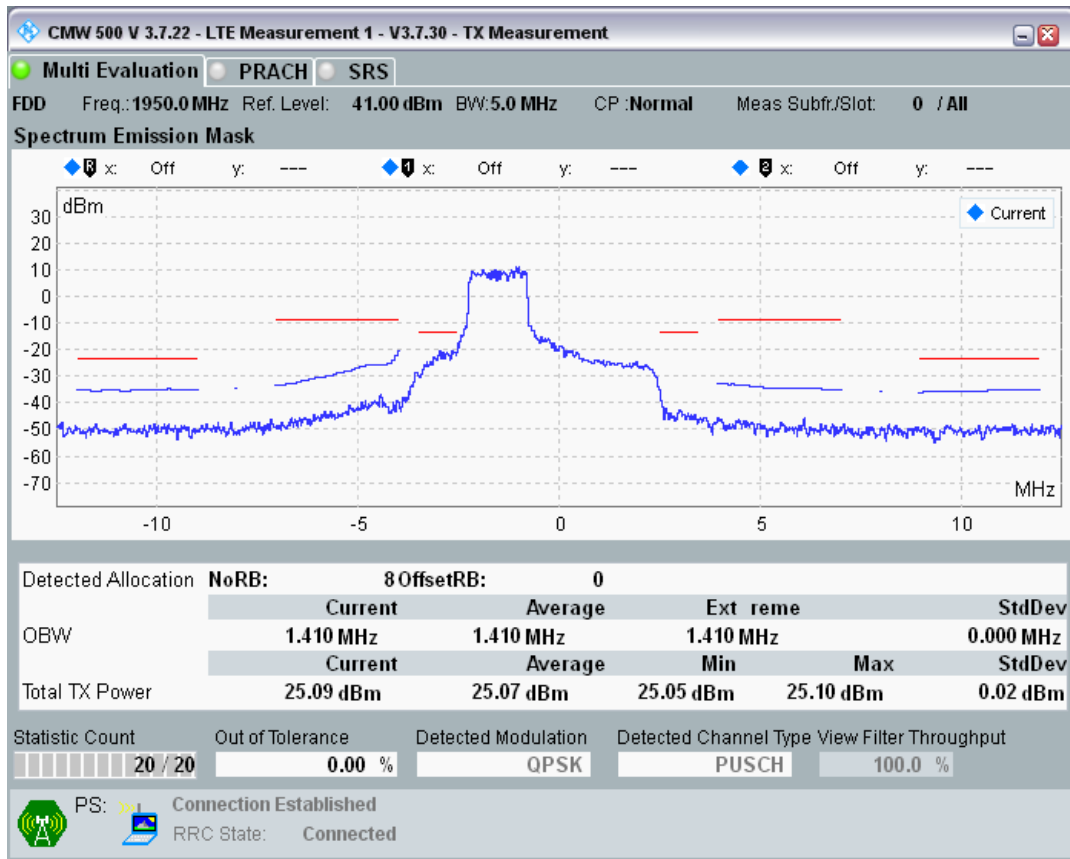 CMW 500 V 3.7.22 - LTE Measurement 1 - V3.7.30 - TX Measurement
Multi Evaluation PRACH SRS
FDD Freq.: 1950.0 MHz Ref. Level: 41.00 dBm BW: 5.0 MHz CP : Normal Meas Subfr./Slot: 0 / All
Spectrum Emission Mask
R x: Off y: --- 1 x: Off y: --- 2 x: Off y: ---
dBm
Current
30
20
10
0
-10
-20
-30
-40
-50
-60
-70
MHz
-10 -5 0 5 10
Detected Allocation NoRB: 8 OffsetRB: 0
Current Average Ext reme StdDev
OBW 1.410 MHz 1.410 MHz 1.410 MHz 0.000 MHz
Current Average Min Max StdDev
Total TX Power 25.09 dBm 25.07 dBm 25.05 dBm 25.10 dBm 0.02 dBm
Statistic Count Out of Tolerance Detected Modulation Detected Channel Type View Filter Throughput
20 / 20 0.00 % QPSK PUSCH 100.0 %
PS: Connection Established
RRC State: Connected